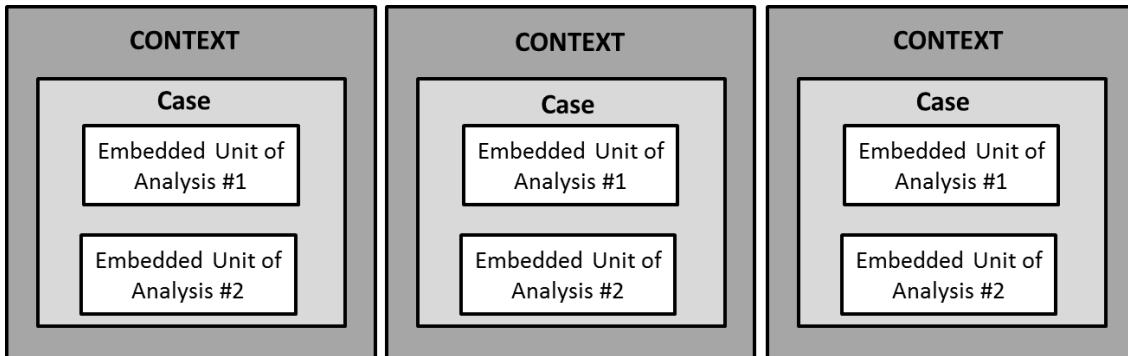 CONTEXT
Case
Embedded Unit of
Analysis #1
Embedded Unit of
Analysis #2
CONTEXT
Case
Embedded Unit of
Analysis #1
Embedded Unit of
Analysis #2
CONTEXT
Case
Embedded Unit of
Analysis #1
Embedded Unit of
Analysis #2